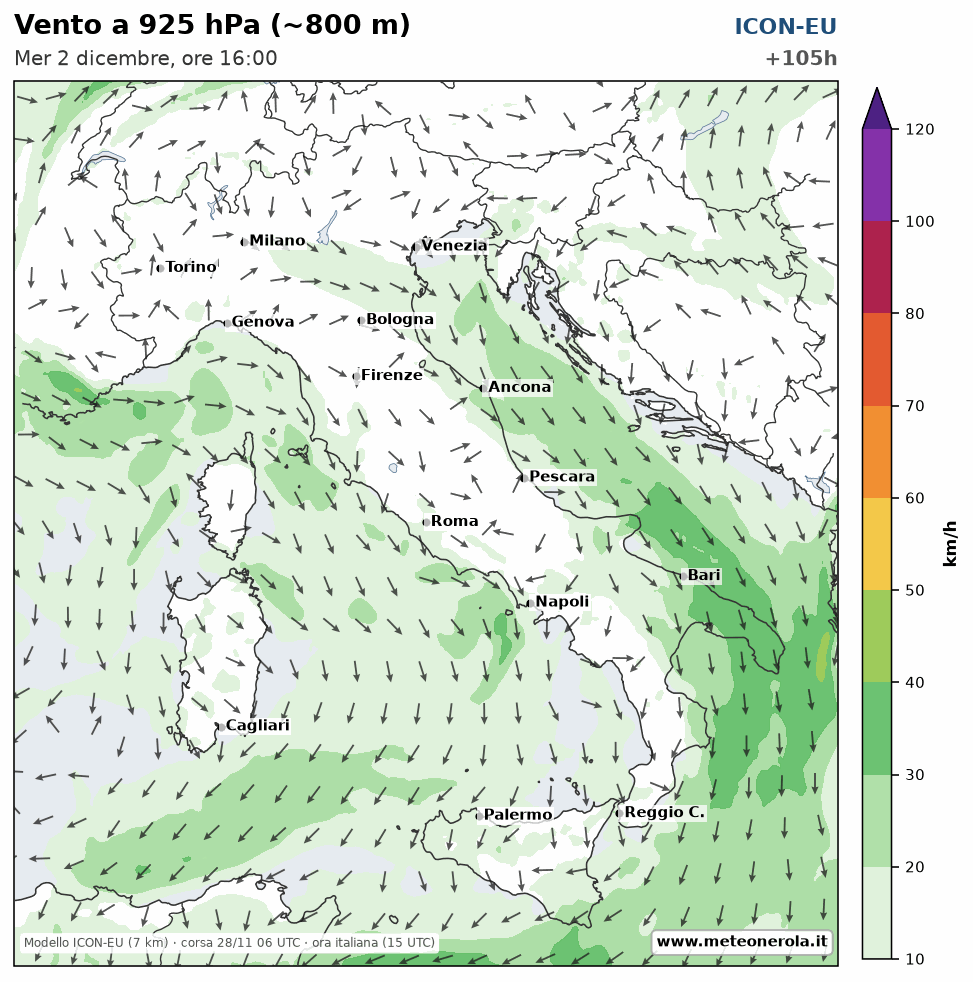 Vento a 925 hPa (~800 m)
ICON-EU
Mer 2 dicembre, ore 16:00
+105h
Milano
Venezia
Torino
Genova
Bologna
Firenze
Ancona
Pescara
Roma
Bari
Napoli
Cagliari
Palermo
Reggio C.
120
100
80
70
60
50
40
30
20
10
km/h
Modello ICON-EU (7 km) · corsa 28/11 06 UTC · ora italiana (15 UTC)
www.meteonerola.it